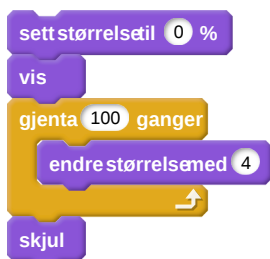 sett størrelse til 0 %
vis
gjenta 100 ganger
endre størrelse med 4
skjul